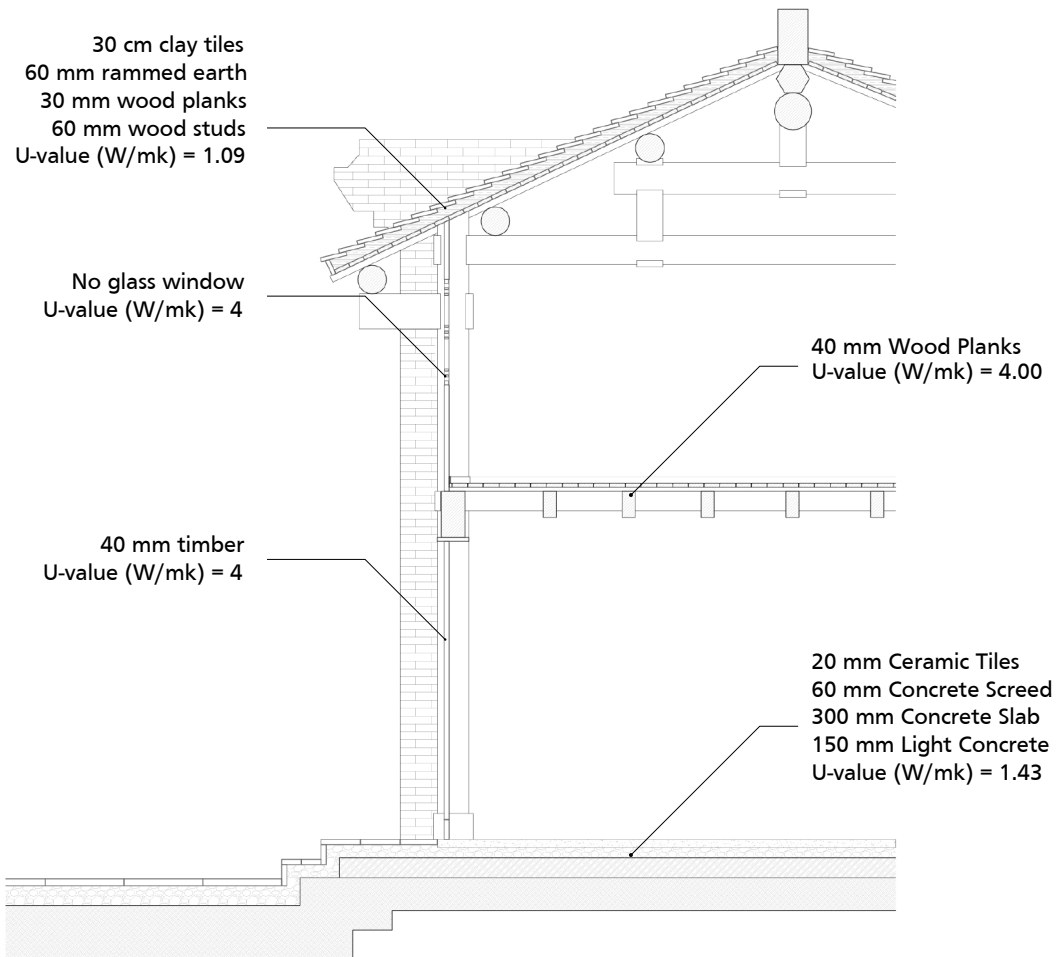 30 cm clay tiles
60 mm rammed earth
30 mm wood planks
60 mm wood studs
U-value (W/mk) = 1.09
No glass window
U-value (W/mk) = 4
40 mm Wood Planks
U-value (W/mk) = 4.00
40 mm timber
U-value (W/mk) = 4
20 mm Ceramic Tiles
60 mm Concrete Screed
300 mm Concrete Slab
150 mm Light Concrete
U-value (W/mk) = 1.43